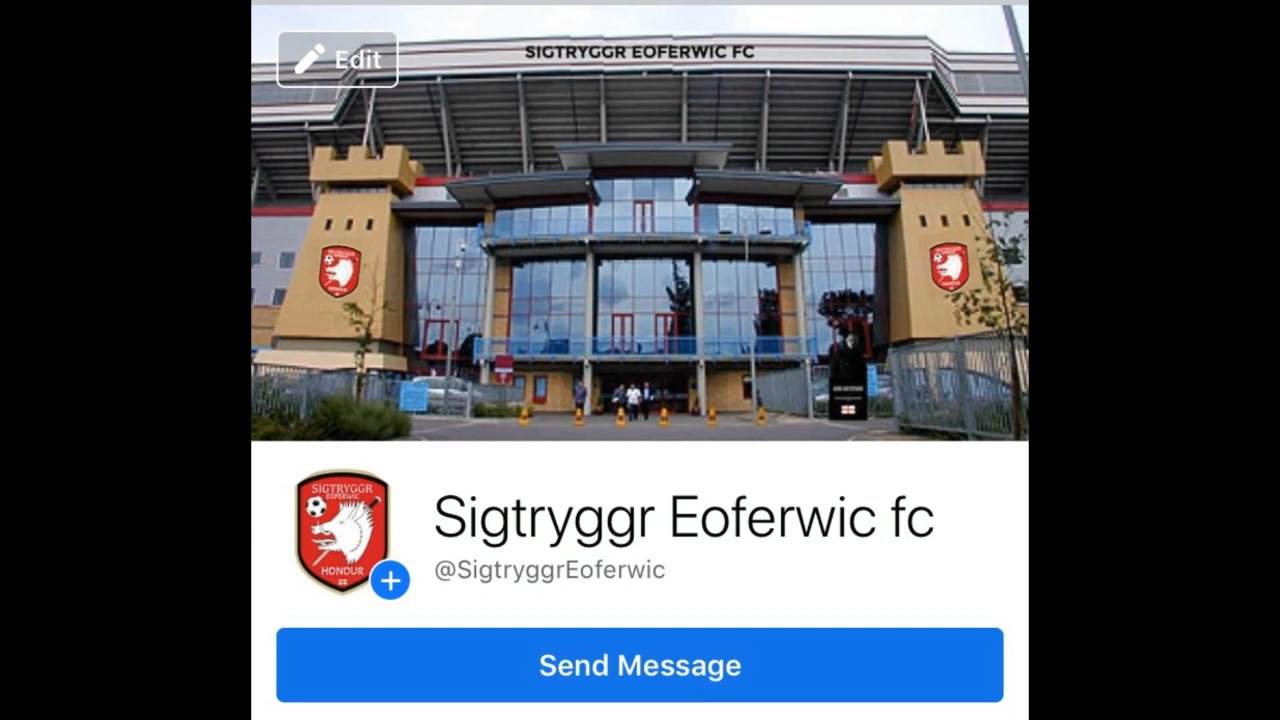 SIGTRYGGR EOFERWIC FC
Edit
SIGTRYGGR
EOFERWIC
HONOUR
Sigtryggr Eoferwic fc
@SigtryggrEoferwic
Send Message